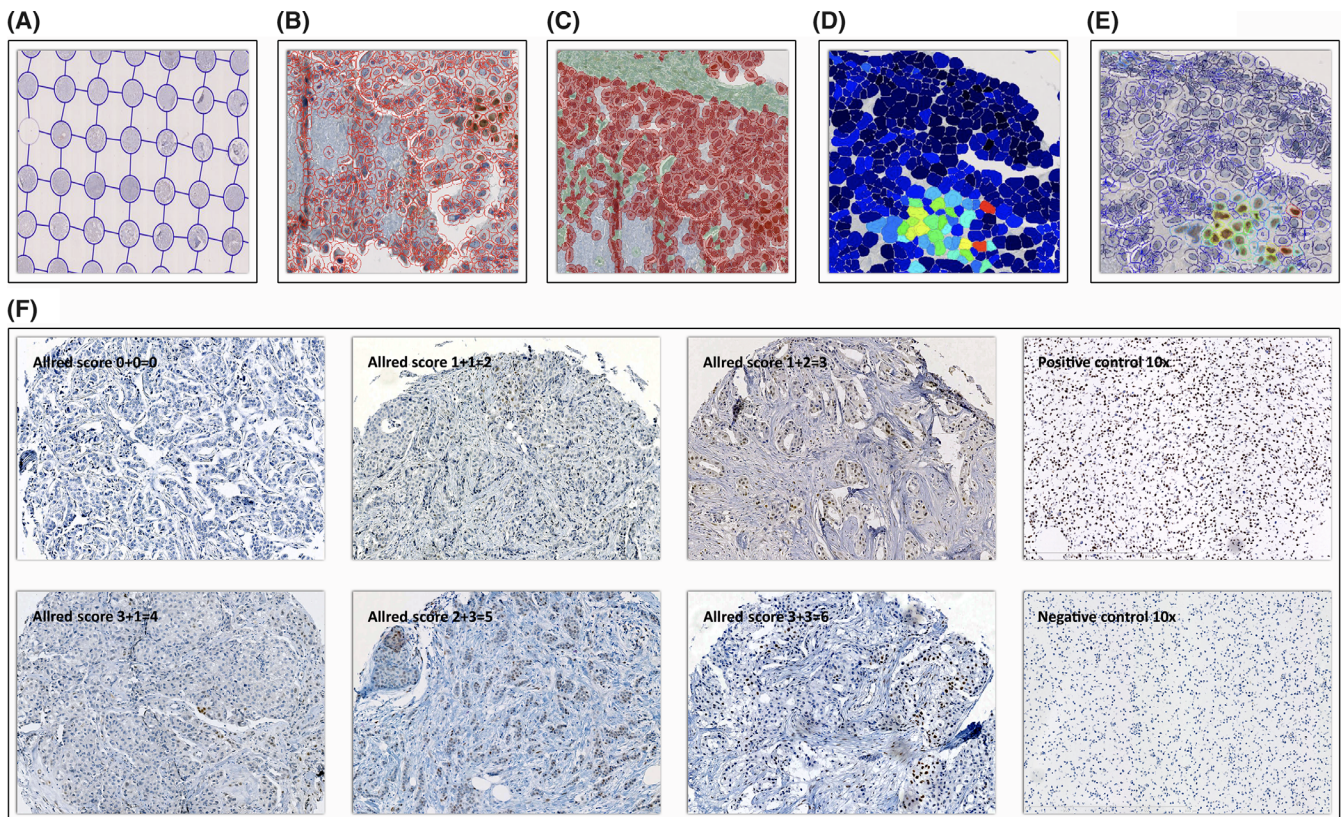 (A)
(B)
(C)
(D)
(E)
(F)
Allred score 0+0=0
Allred score 1+1=2
Allred score 1+2=3
Positive control 10x
Allred score 3+1=4
Allred score 2+3=5
Allred score 3+3=6
Negative control 10x